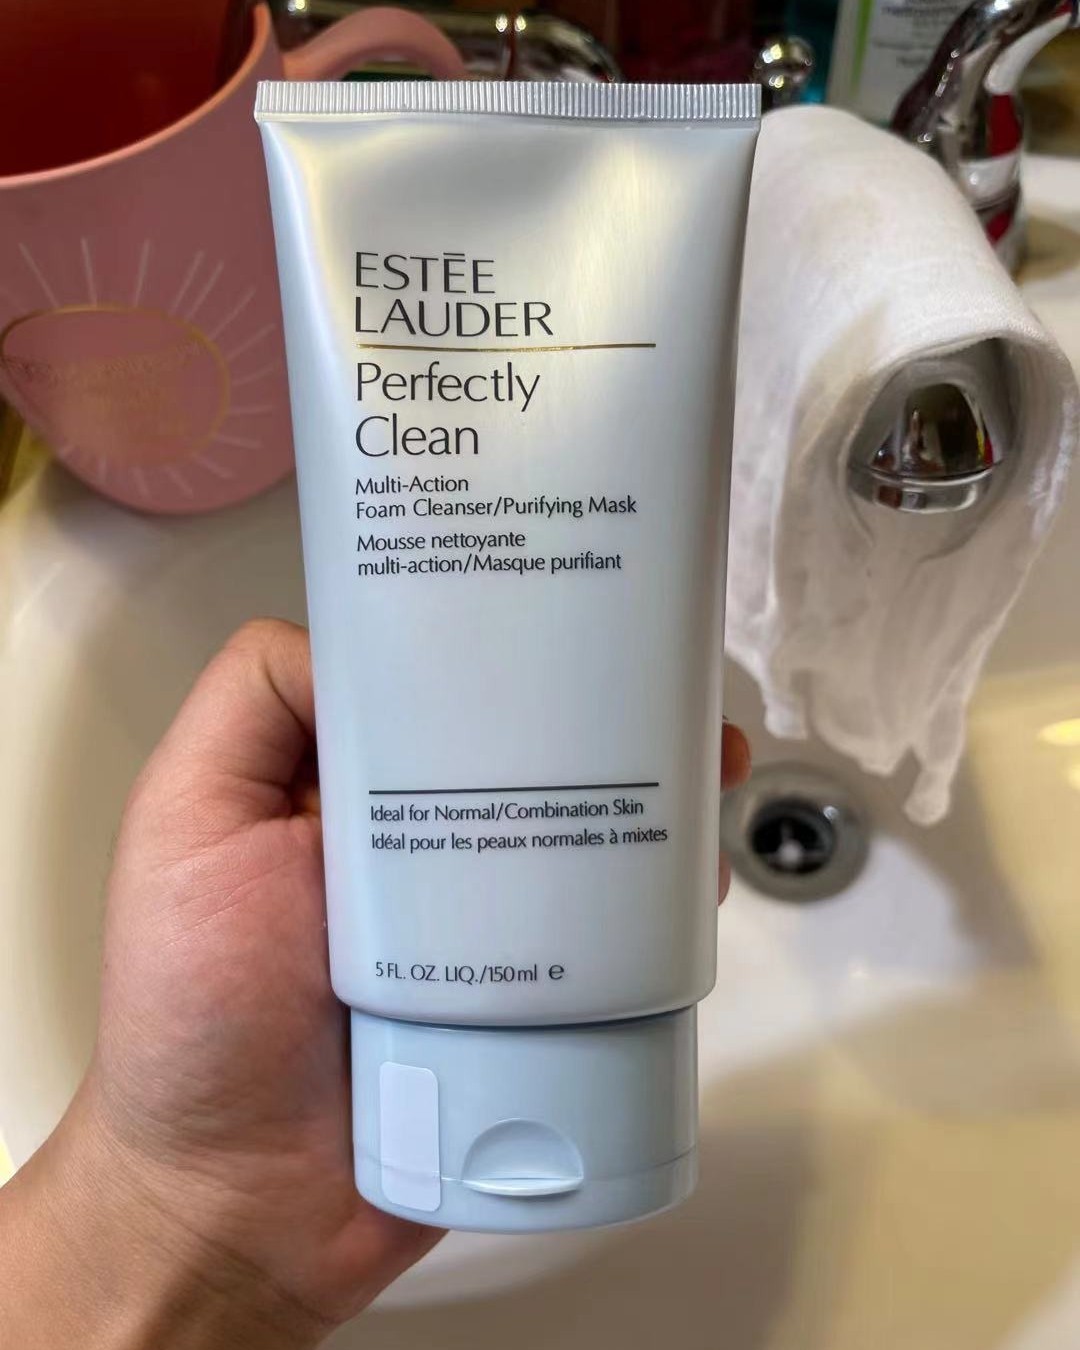 ESTĒE
LAUDER
Perfectly
Clean
Multi-Action
Foam Cleanser/Purifying Mask
Mousse nettoyante
multi-action/Masque purifiant
Ideal for Normal/Combination Skin
Idéal pour les peaux normales à mixtes
5 FL. OZ. LIQ./150 ml ℮